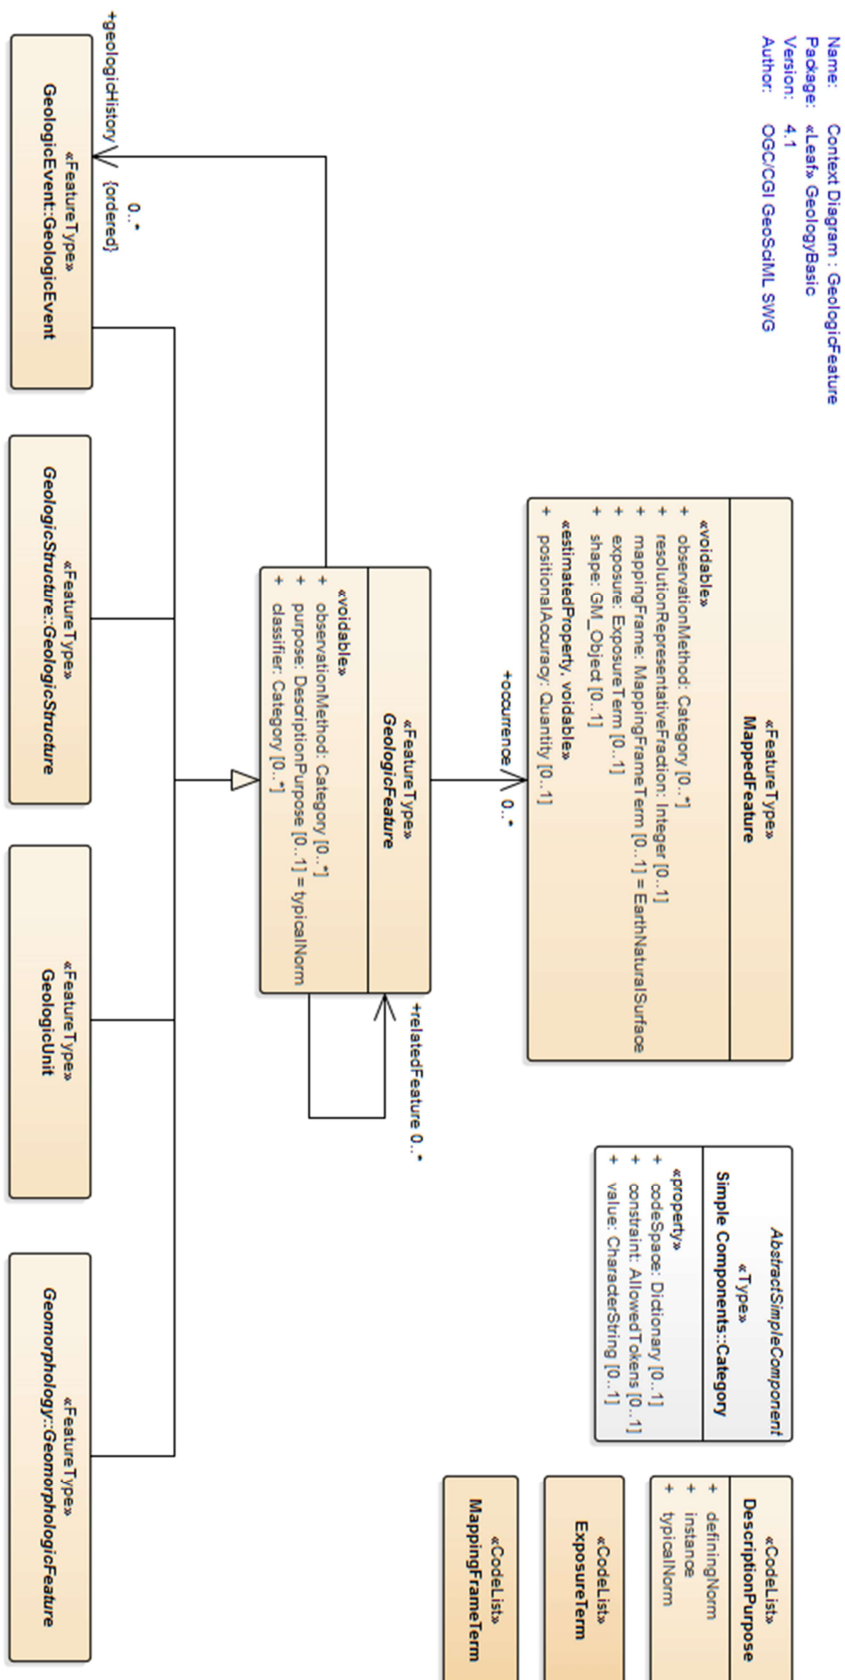 Name: Context Diagram : GeologicFeature
Package: «Leaf» GeologyBasic
Version: 4.1
Author: OGC/CGI GeoSciML SWG
«FeatureType»
MappedFeature
«voidable»
+ observationMethod: Category [0..*]
+ resolutionRepresentativeFraction: Integer [0..1]
+ mappingFrame: MappingFrameTerm [0..1] = EarthNaturalSurface
+ exposure: ExposureTerm [0..1]
+ shape: GM_Object [0..1]
«estimatedProperty, voidable»
+ positionalAccuracy: Quantity [0..1]
AbstractSimpleComponent
«Type»
Simple Components::Category
«property»
+ codeSpace: Dictionary [0..1]
+ constraint: AllowedTokens [0..1]
+ value: CharacterString [0..1]
«CodeList»
DescriptionPurpose
+ definingNorm
+ instance
+ typicalNorm
«CodeList»
ExposureTerm
«CodeList»
MappingFrameTerm
+occurrence 0..*
«FeatureType»
GeologicFeature
«voidable»
+ observationMethod: Category [0..*]
+ purpose: DescriptionPurpose [0..1] = typicalNorm
+ classifier: Category [0..*]
+relatedFeature 0..*
0..*
+geologicHistory {ordered}
«FeatureType»
GeologicEvent::GeologicEvent
«FeatureType»
GeologicStructure::GeologicStructure
«FeatureType»
GeologicUnit
«FeatureType»
Geomorphology::GeomorphologicFeature